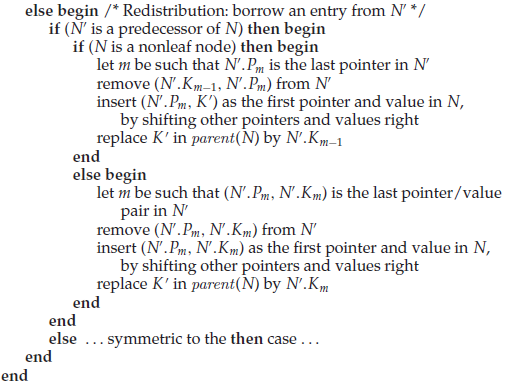 else begin /* Redistribution: borrow an entry from N′ */
if (N′ is a predecessor of N) then begin
if (N is a nonleaf node) then begin
let m be such that N′.Pm is the last pointer in N′
remove (N′.Km−1, N′.Pm) from N′
insert (N′.Pm, K′) as the first pointer and value in N,
by shifting other pointers and values right
replace K′ in parent(N) by N′.Km−1
end
else begin
let m be such that (N′.Pm, N′.Km) is the last pointer/value
pair in N′
remove (N′.Pm, N′.Km) from N′
insert (N′.Pm, N′.Km) as the first pointer and value in N,
by shifting other pointers and values right
replace K′ in parent(N) by N′.Km
end
end
else ... symmetric to the then case ...
end
end